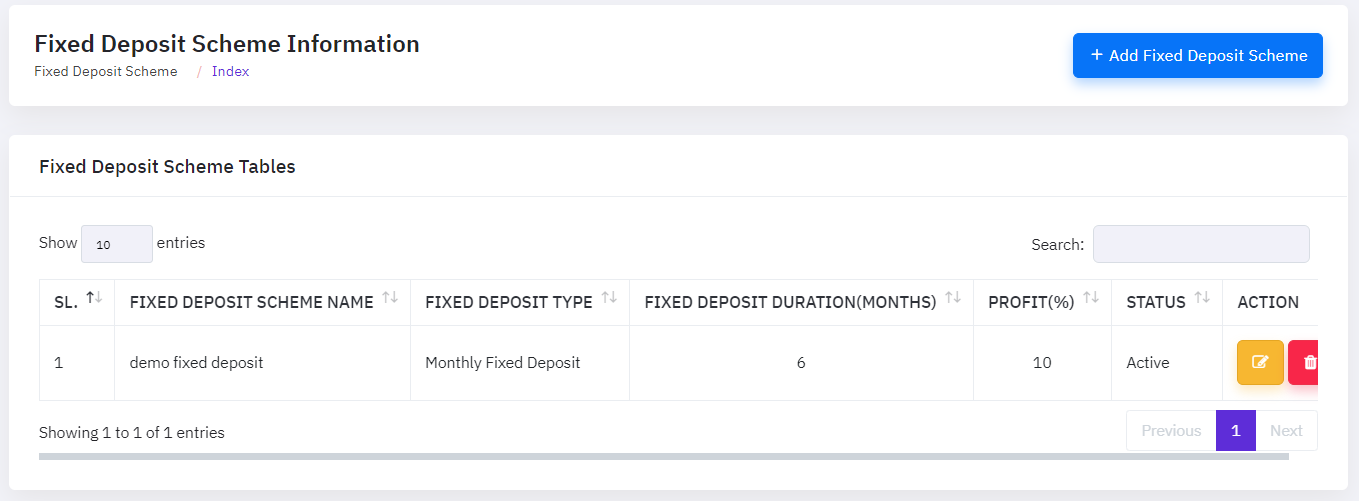 Fixed Deposit Scheme Information
Fixed Deposit Scheme / Index
+ Add Fixed Deposit Scheme
Fixed Deposit Scheme Tables
Show 10 entries
Search:
SL. FIXED DEPOSIT SCHEME NAME FIXED DEPOSIT TYPE FIXED DEPOSIT DURATION(MONTHS) PROFIT(%) STATUS ACTION
1 demo fixed deposit Monthly Fixed Deposit 6 10 Active
Showing 1 to 1 of 1 entries
Previous 1 Next